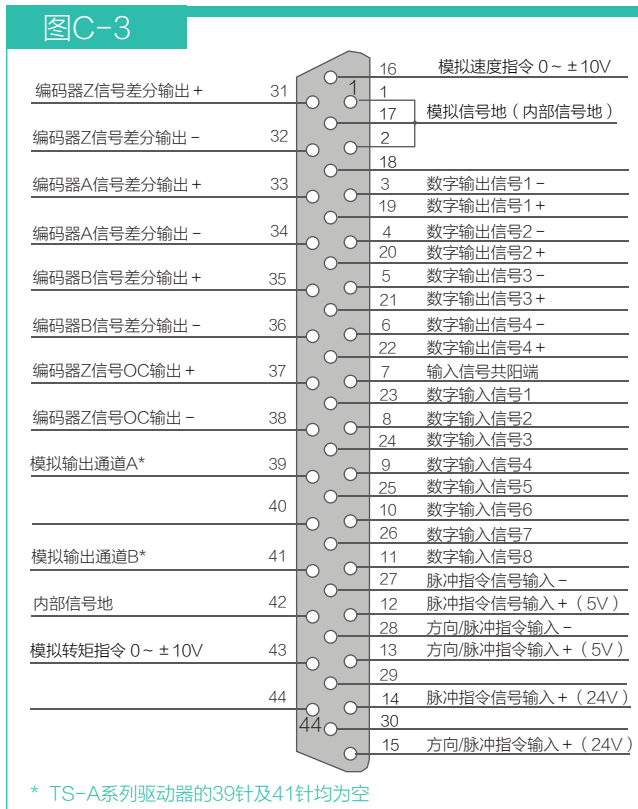 图C-3
16 模拟速度指令 0~ ±10V
编码器Z信号差分输出+ 31
1
1
17 模拟信号地（内部信号地）
编码器Z信号差分输出- 32
2
18
编码器A信号差分输出+ 33
3 数字输出信号1-
19 数字输出信号1+
编码器A信号差分输出- 34
4 数字输出信号2-
20 数字输出信号2+
编码器B信号差分输出+ 35
5 数字输出信号3-
21 数字输出信号3+
编码器B信号差分输出- 36
6 数字输出信号4-
22 数字输出信号4+
编码器Z信号OC输出+ 37
7 输入信号共阳端
23 数字输入信号1
编码器Z信号OC输出- 38
8 数字输入信号2
24 数字输入信号3
模拟输出通道A* 39
9 数字输入信号4
25 数字输入信号5
40
10 数字输入信号6
26 数字输入信号7
模拟输出通道B* 41
11 数字输入信号8
27 脉冲指令信号输入-
内部信号地 42
12 脉冲指令信号输入+（5V）
28 方向/脉冲指令输入-
模拟转矩指令 0~ ±10V 43
13 方向/脉冲指令输入+（5V）
29
44
14 脉冲指令信号输入+（24V）
44
30
15 方向/脉冲指令输入+（24V）
* TS-A系列驱动器的39针及41针均为空